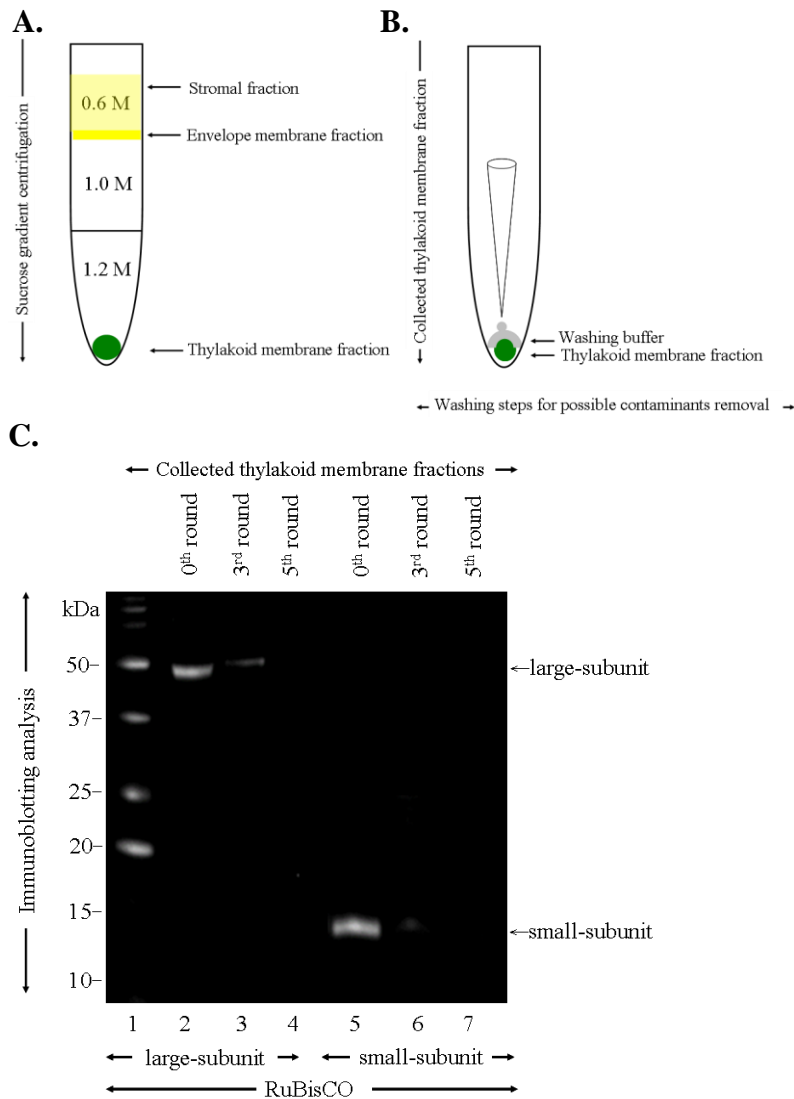 A.
B.
Sucrose gradient centrifugation
0.6 M
1.0 M
1.2 M
Stromal fraction
Envelope membrane fraction
Thylakoid membrane fraction
Collected thylakoid membrane fraction
Washing buffer
Thylakoid membrane fraction
Washing steps for possible contaminants removal
C.
Collected thylakoid membrane fractions
0th round
3rd round
5th round
0th round
3rd round
5th round
Immunoblotting analysis
kDa
50-
37-
25-
20-
15-
10-
large-subunit
small-subunit
1 2 3 4 5 6 7
large-subunit small-subunit
RuBisCO